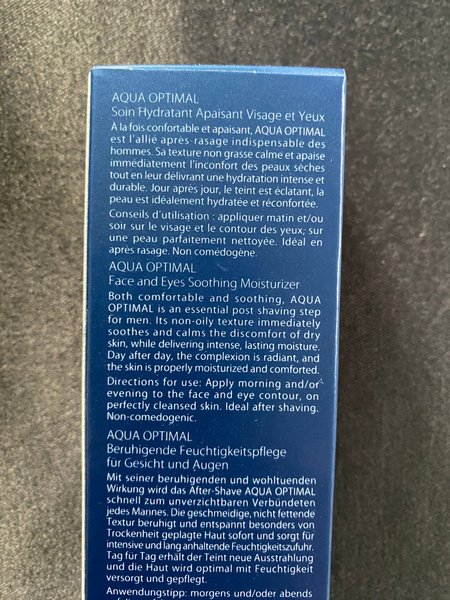 AQUA OPTIMAL
Soin Hydratant Apaisant Visage et Yeux
À la fois confortable et apaisant, AQUA OPTIMAL
est l'allié après-rasage indispensable des
hommes. Sa texture non grasse calme et apaise
immédiatement l'inconfort des peaux sèches
tout en leur délivrant une hydratation intense et
durable. Jour après jour, le teint est éclatant, la
peau est idéalement hydratée et réconfortée.
Conseils d'utilisation : appliquer matin et/ou
soir sur le visage et le contour des yeux, sur
une peau parfaitement nettoyée. Idéal en
après rasage. Non comédogène.
AQUA OPTIMAL
Face and Eyes Soothing Moisturizer
Both comfortable and soothing, AQUA
OPTIMAL is an essential post shaving step
for men. Its non-oily texture immediately
soothes and calms the discomfort of dry
skin, while delivering intense, lasting moisture.
Day after day, the complexion is radiant, and
the skin is properly moisturized and comforted.
Directions for use: Apply morning and/or
evening to the face and eye contour, on
perfectly cleansed skin. Ideal after shaving.
Non-comedogenic.
AQUA OPTIMAL
Beruhigende Feuchtigkeitspflege
für Gesicht und Augen
Mit seiner beruhigenden und wohltuenden
Wirkung wird das After-Shave AQUA OPTIMAL
schnell zum unverzichtbaren Verbündeten
jedes Mannes. Die geschmeidige, nicht fettende
Textur beruhigt und entspannt besonders von
Trockenheit geplagte Haut sofort und sorgt für
intensive und lang anhaltende Feuchtigkeitszufuhr.
Tag für Tag erhält der Teint neue Ausstrahlung
und die Haut wird optimal mit Feuchtigkeit
versorgt und gepflegt.
Anwendungstipp: morgens und/oder abends